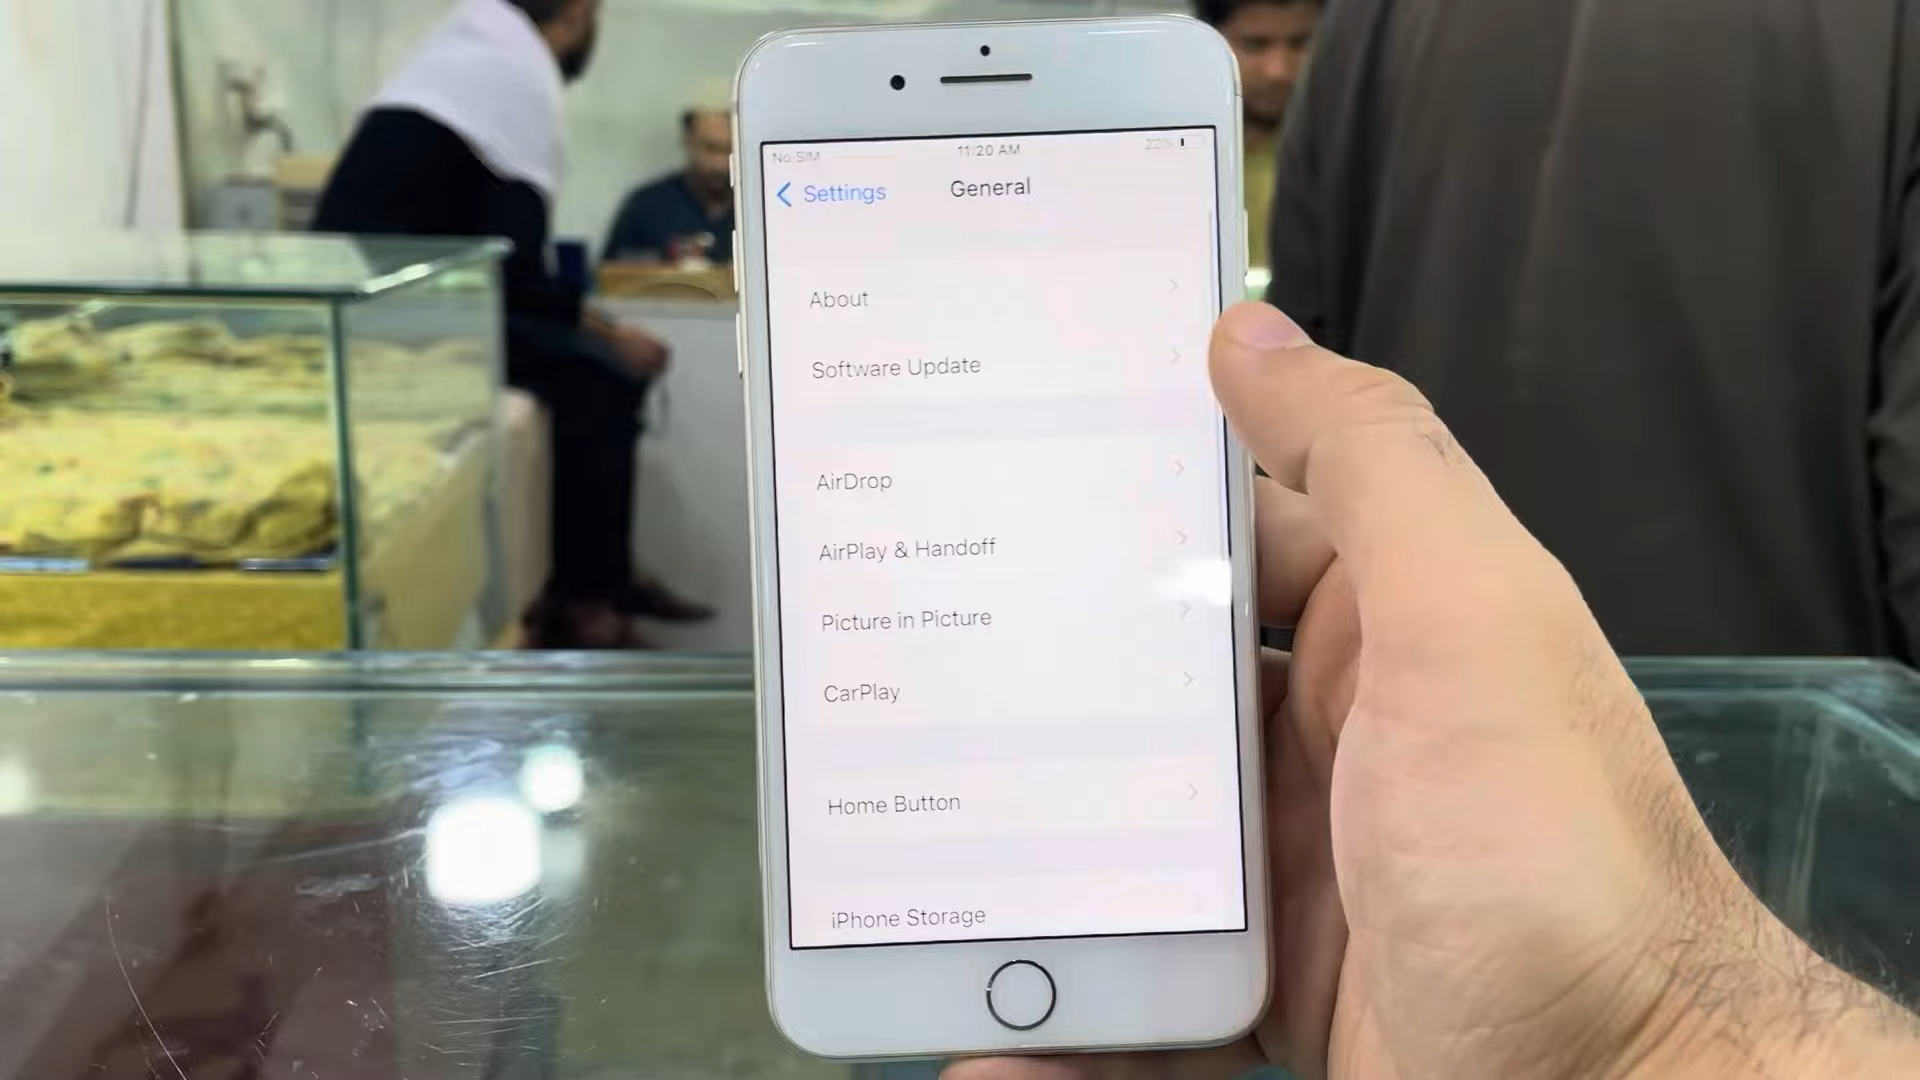 No SIM 11:20 AM 22%
Settings General
About
Software Update
AirDrop
AirPlay & Handoff
Picture in Picture
CarPlay
Home Button
iPhone Storage